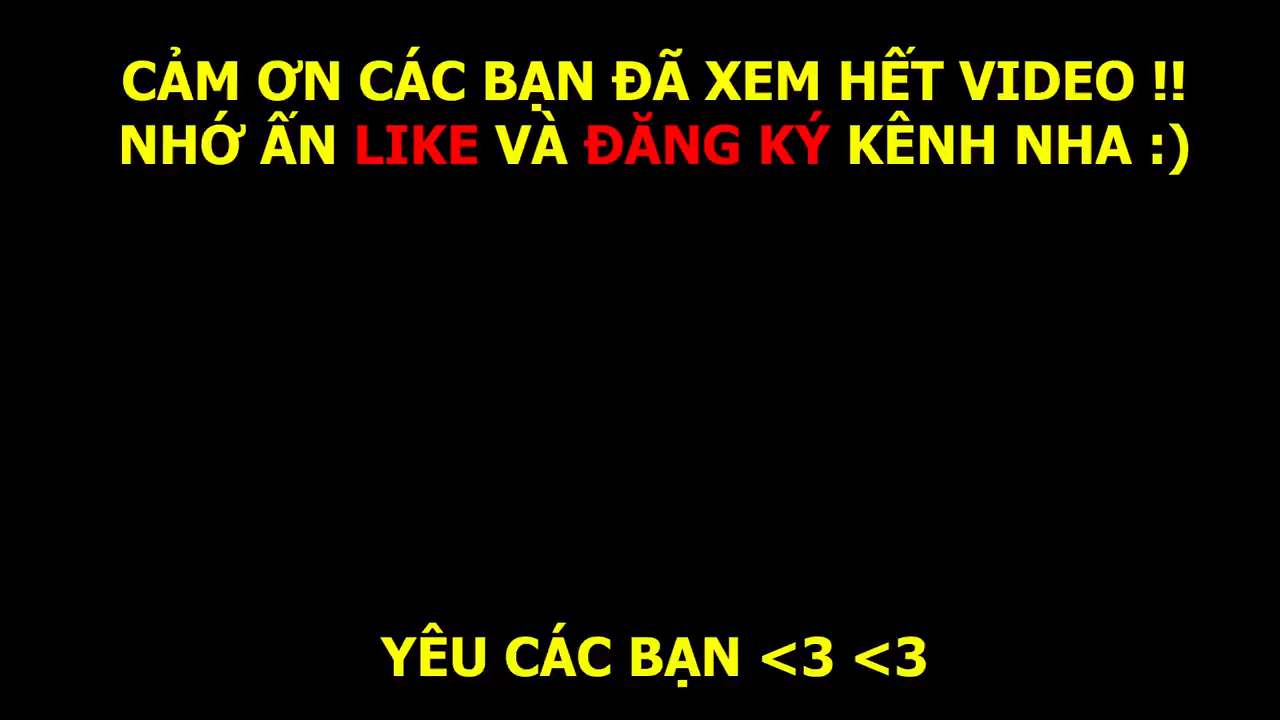 CẢM ƠN CÁC BẠN ĐÃ XEM HẾT VIDEO !!
NHỚ ẤN LIKE VÀ ĐĂNG KÝ KÊNH NHA :)
YÊU CÁC BẠN <3 <3